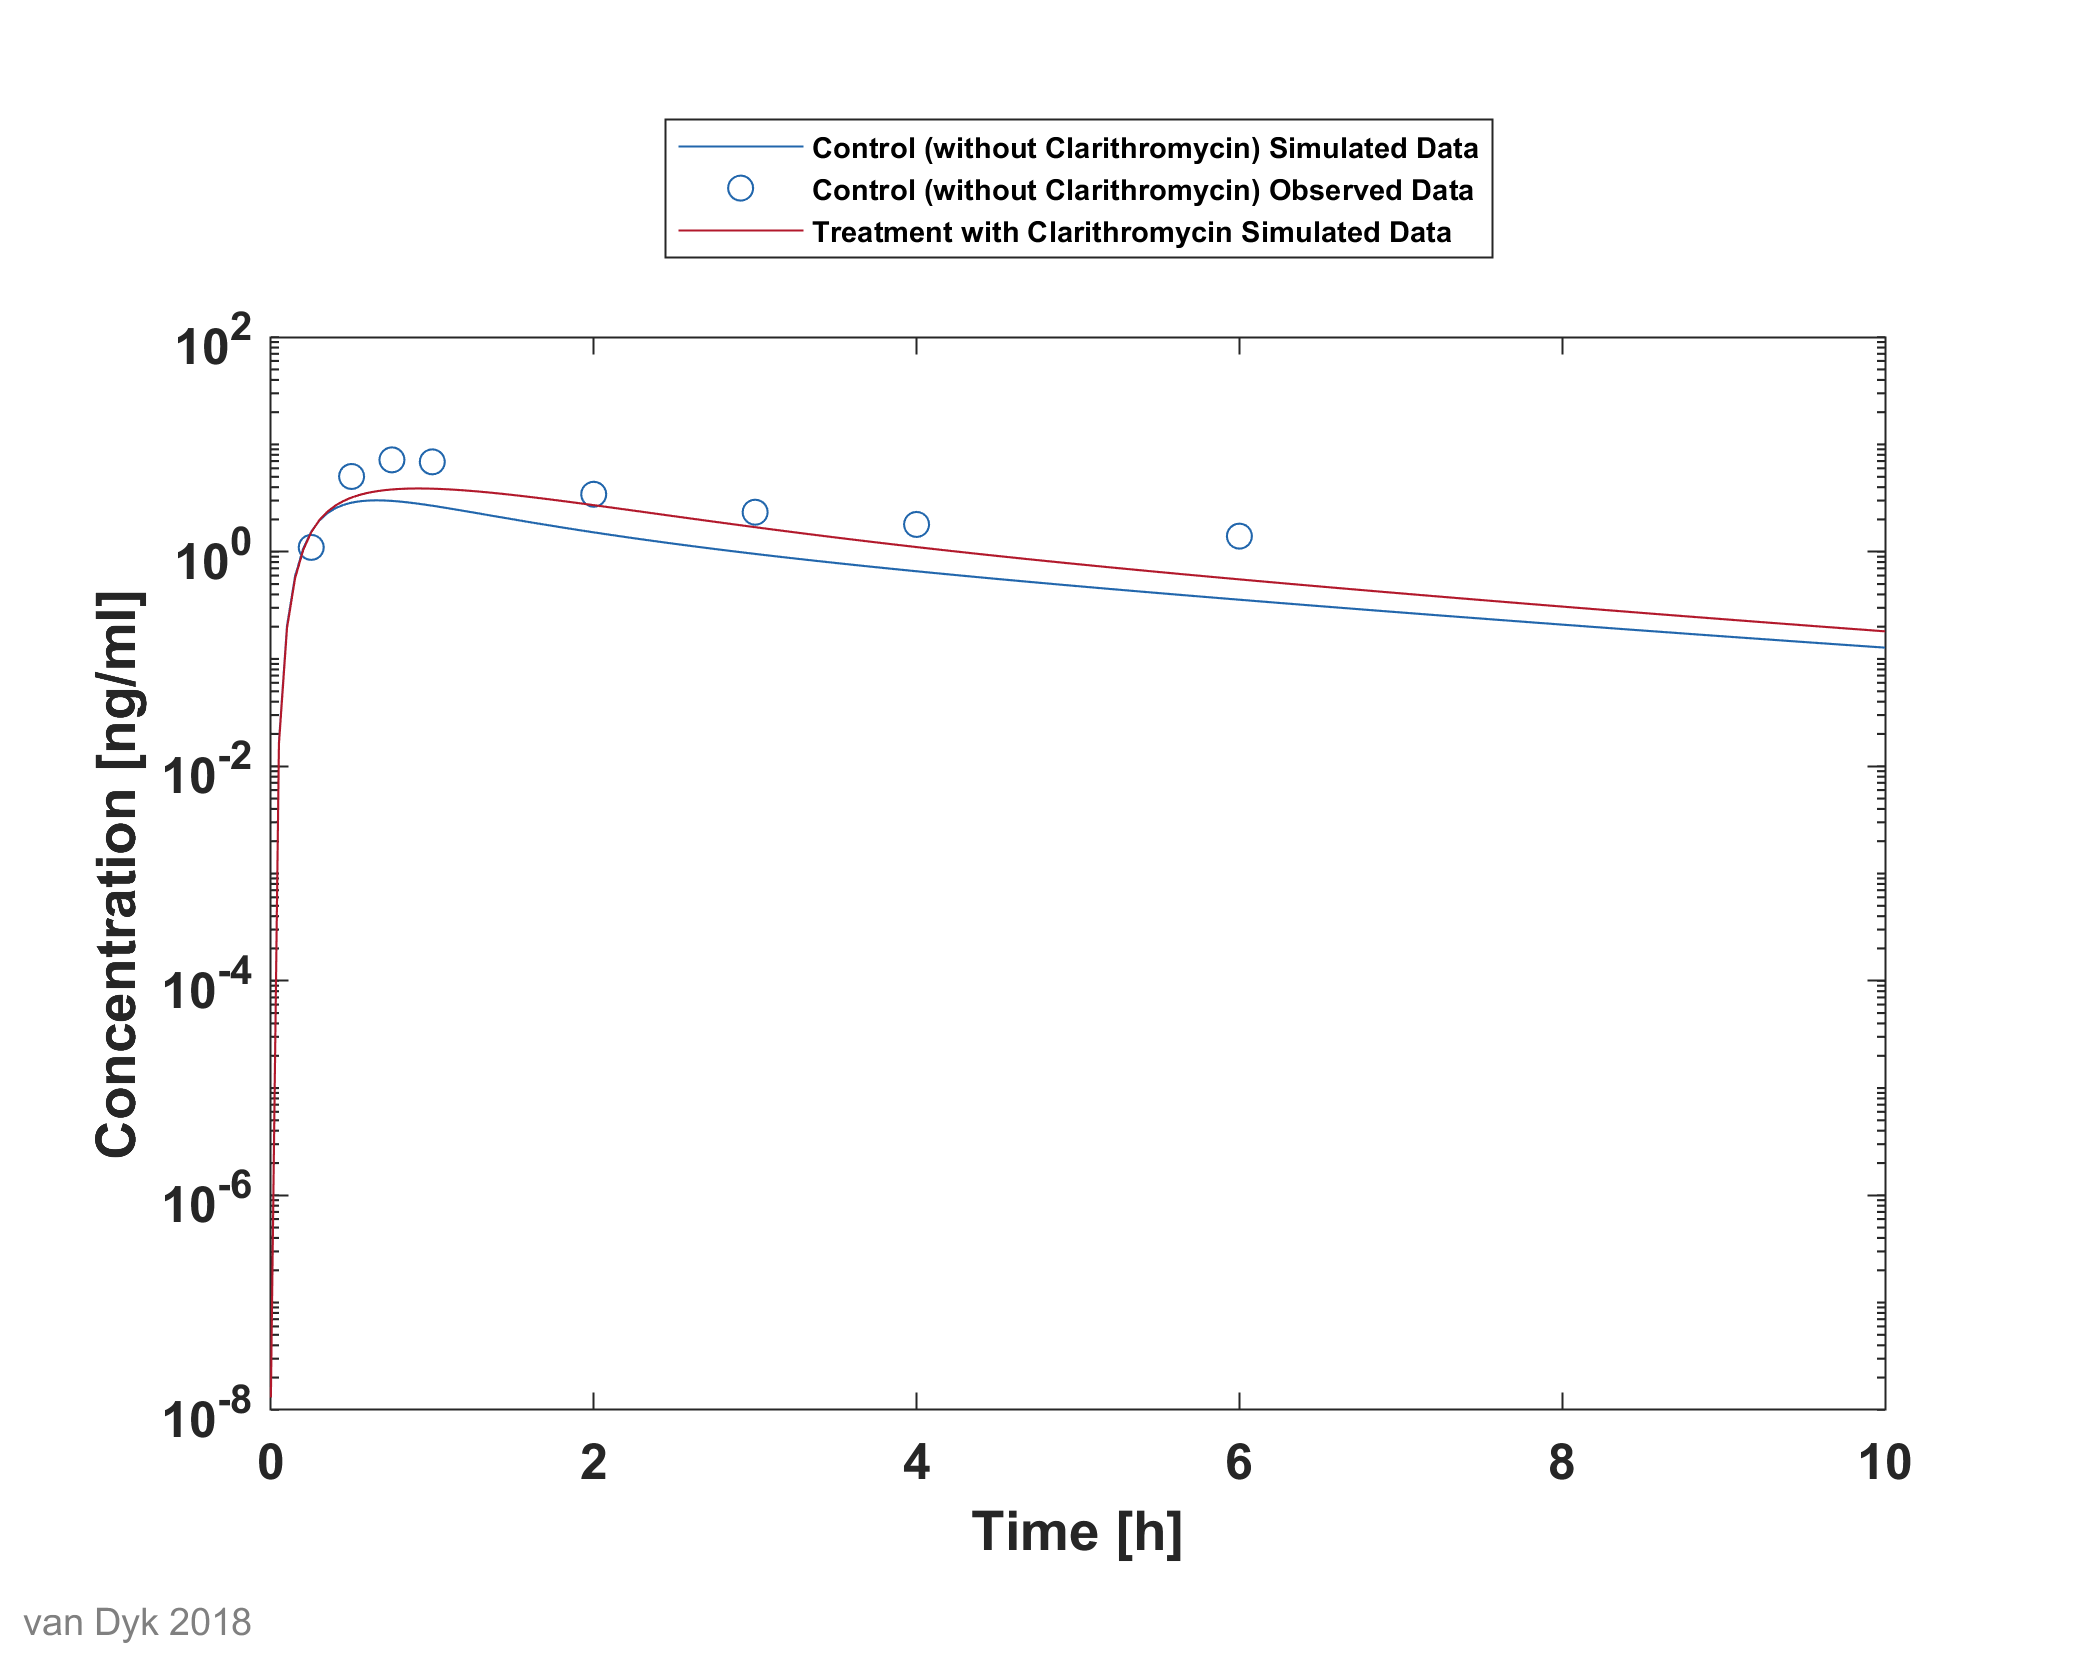 Control (without Clarithromycin) Simulated Data
Control (without Clarithromycin) Observed Data
Treatment with Clarithromycin Simulated Data
10^2
10^0
10^-2
10^-4
10^-6
10^-8
Concentration [ng/ml]
0 2 4 6 8 10
Time [h]
van Dyk 2018